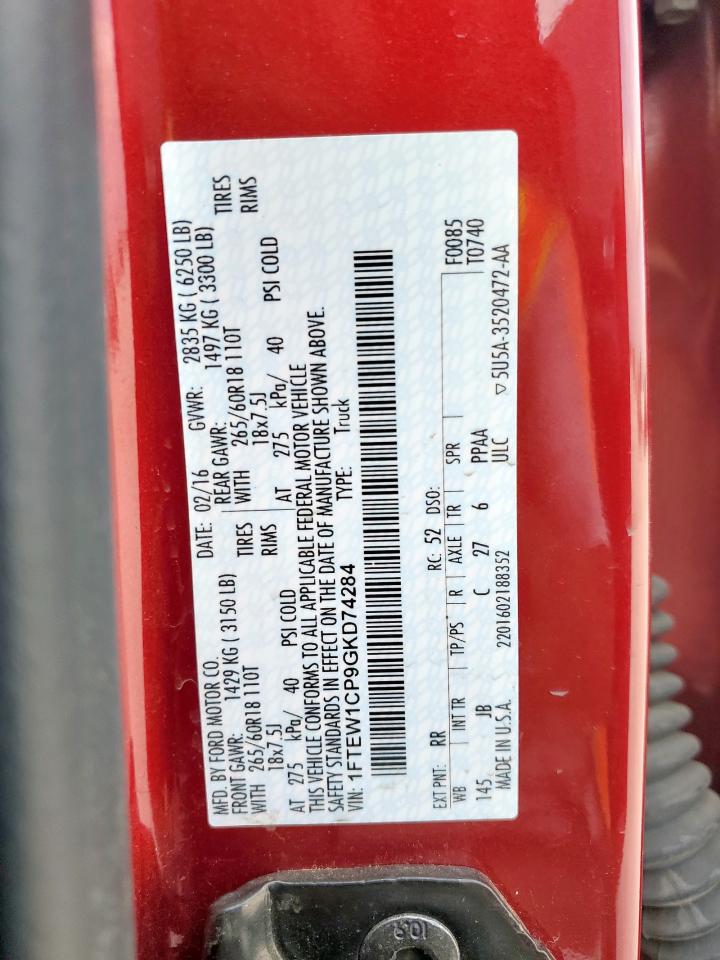 MFD. BY FORD MOTOR CO. DATE: 02/16 GVWR: 2835 KG ( 6250 LB)
FRONT GAWR: 1429 KG ( 3150 LB) REAR GAWR: 1497 KG ( 3300 LB)
WITH 265/60R18 110T TIRES WITH 265/60R18 110T TIRES
18x7.5J RIMS 18x7.5J RIMS
AT 275 kPa/ 40 PSI COLD AT 275 kPa/ 40 PSI COLD
THIS VEHICLE CONFORMS TO ALL APPLICABLE FEDERAL MOTOR VEHICLE
SAFETY STANDARDS IN EFFECT ON THE DATE OF MANUFACTURE SHOWN ABOVE.
VIN: 1FTEW1CP9GKD74284 TYPE: Truck
EXT PNT: RR RC: 52 DSO: F0085
WB INT TR TP/PS R AXLE TR SPR T0740
145 JB C 27 6 PPAA
MADE IN U.S.A. 2201602188352 ULC ▽5U5A-3520472-AA
10.9